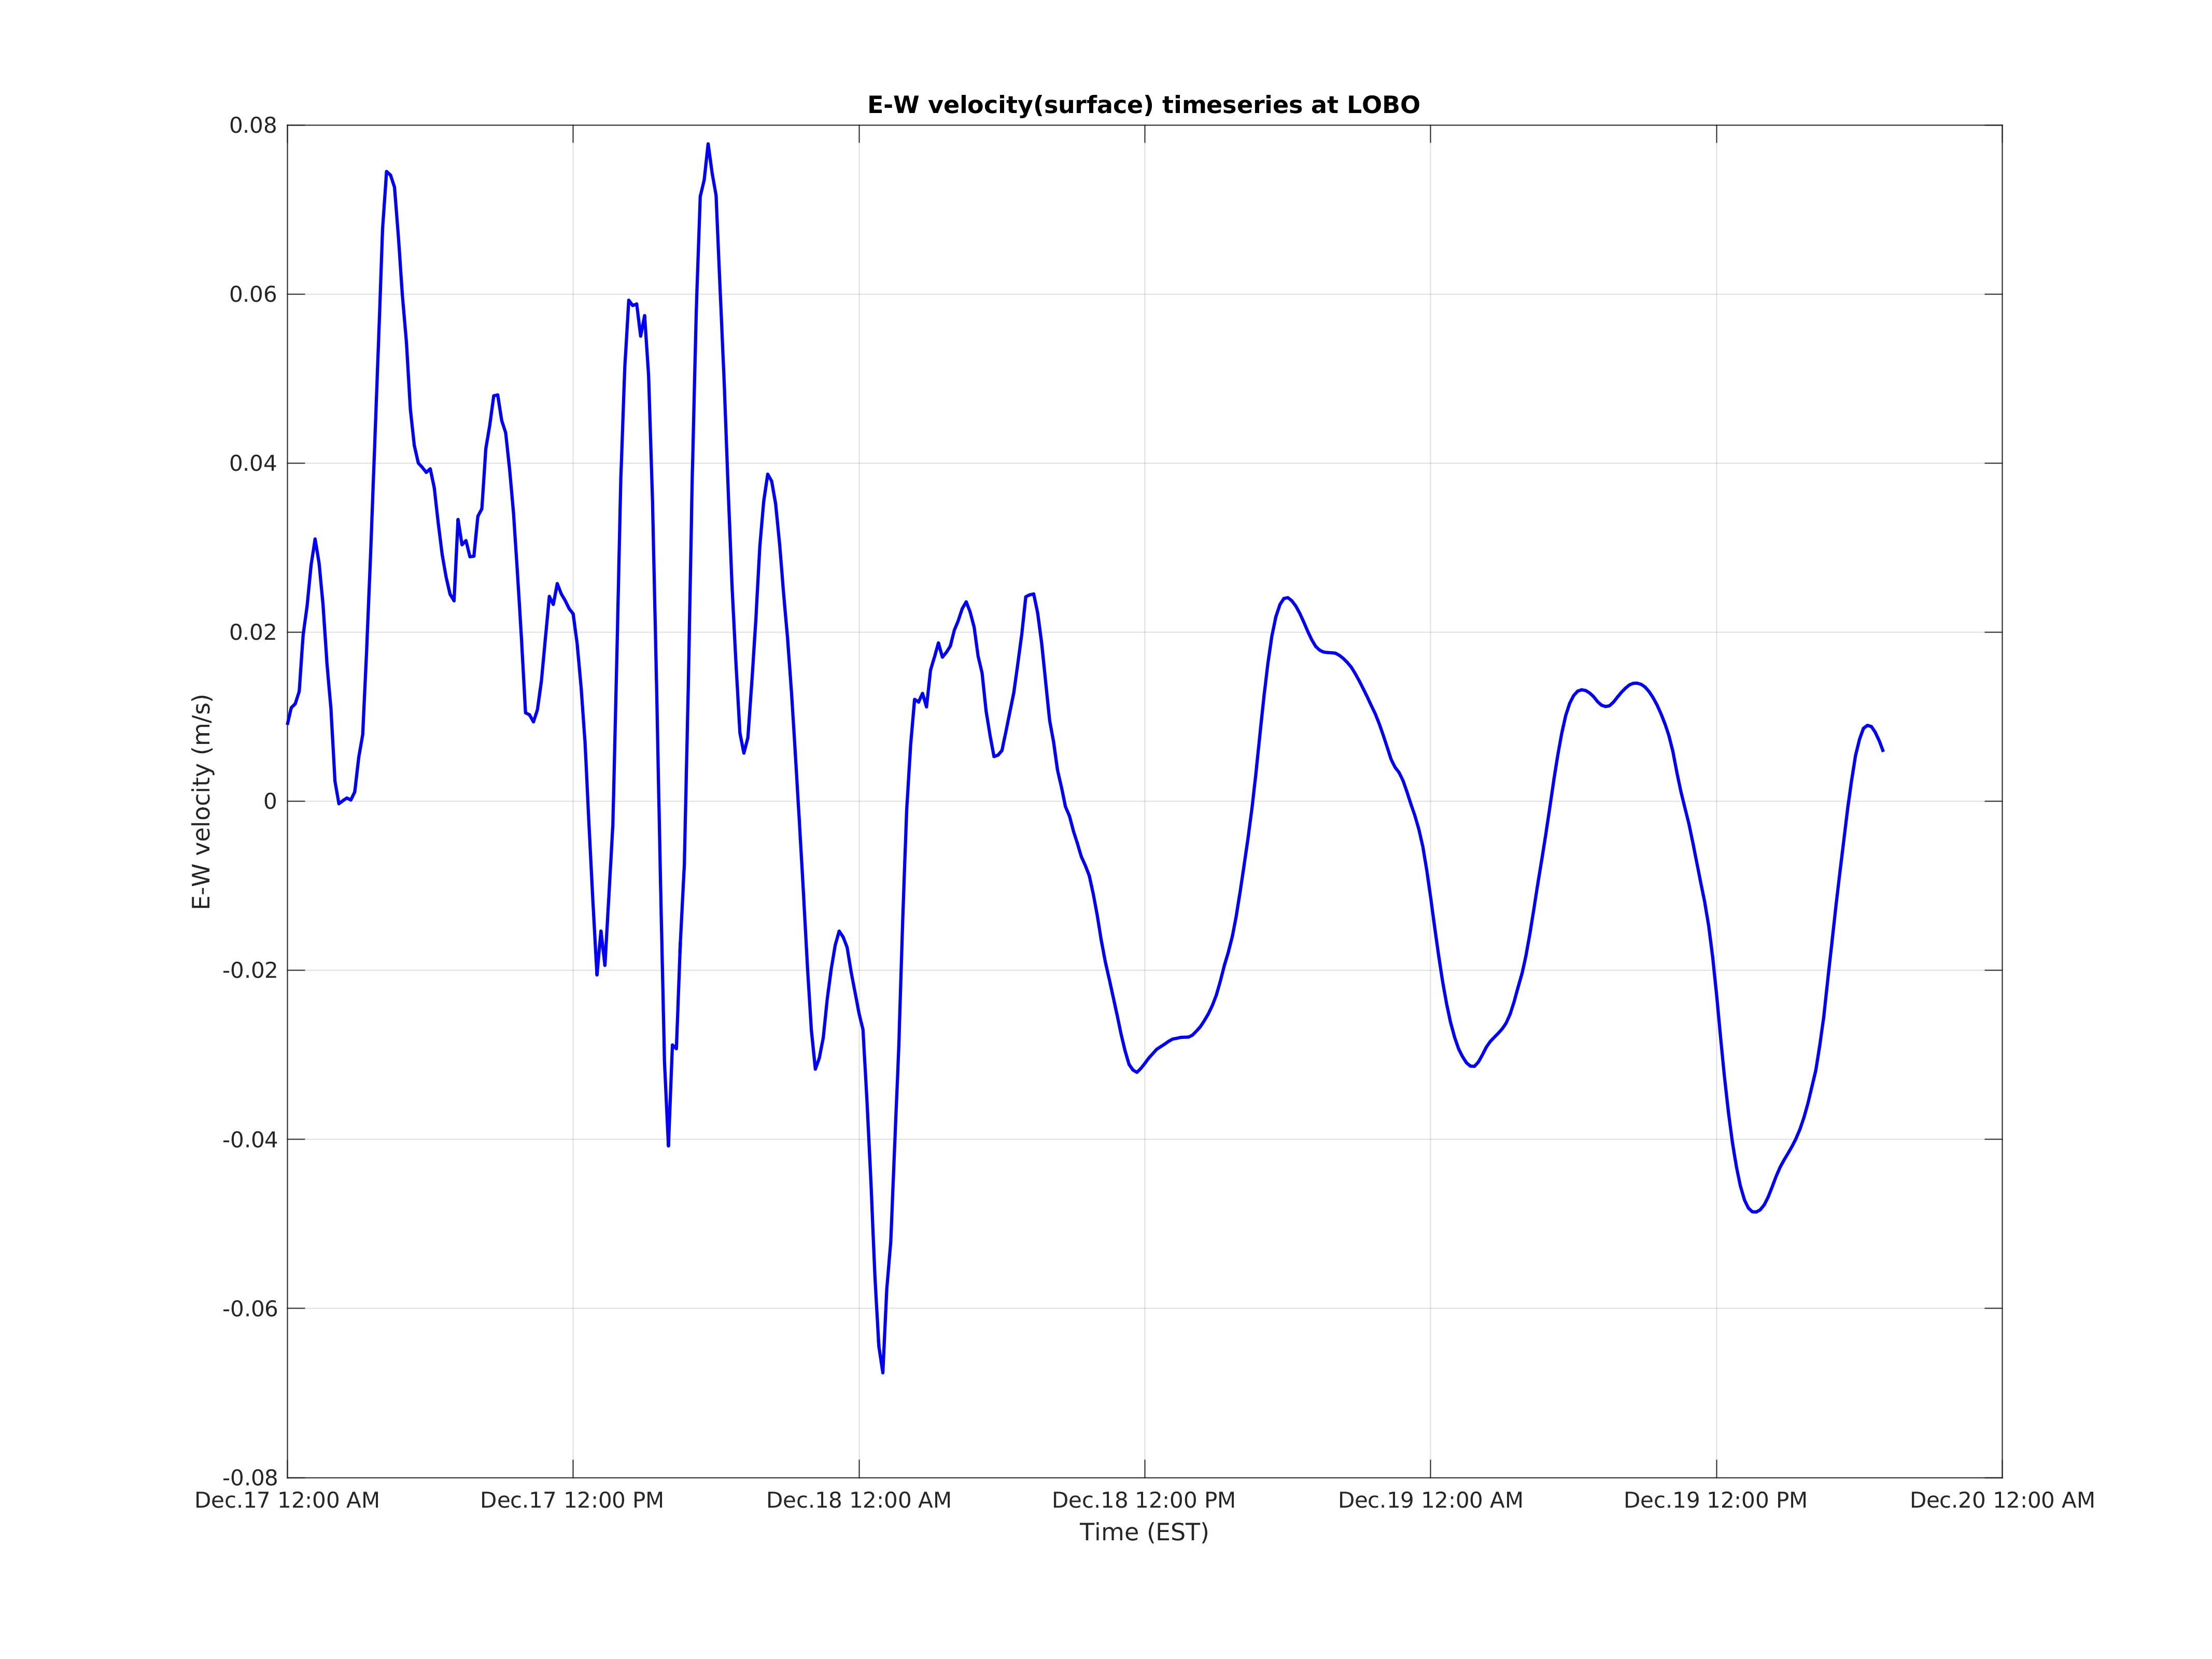 E-W velocity(surface) timeseries at LOBO
0.08
0.06
0.04
0.02
0
-0.02
-0.04
-0.06
-0.08
E-W velocity (m/s)
Dec.17 12:00 AM Dec.17 12:00 PM Dec.18 12:00 AM Dec.18 12:00 PM Dec.19 12:00 AM Dec.19 12:00 PM Dec.20 12:00 AM
Time (EST)